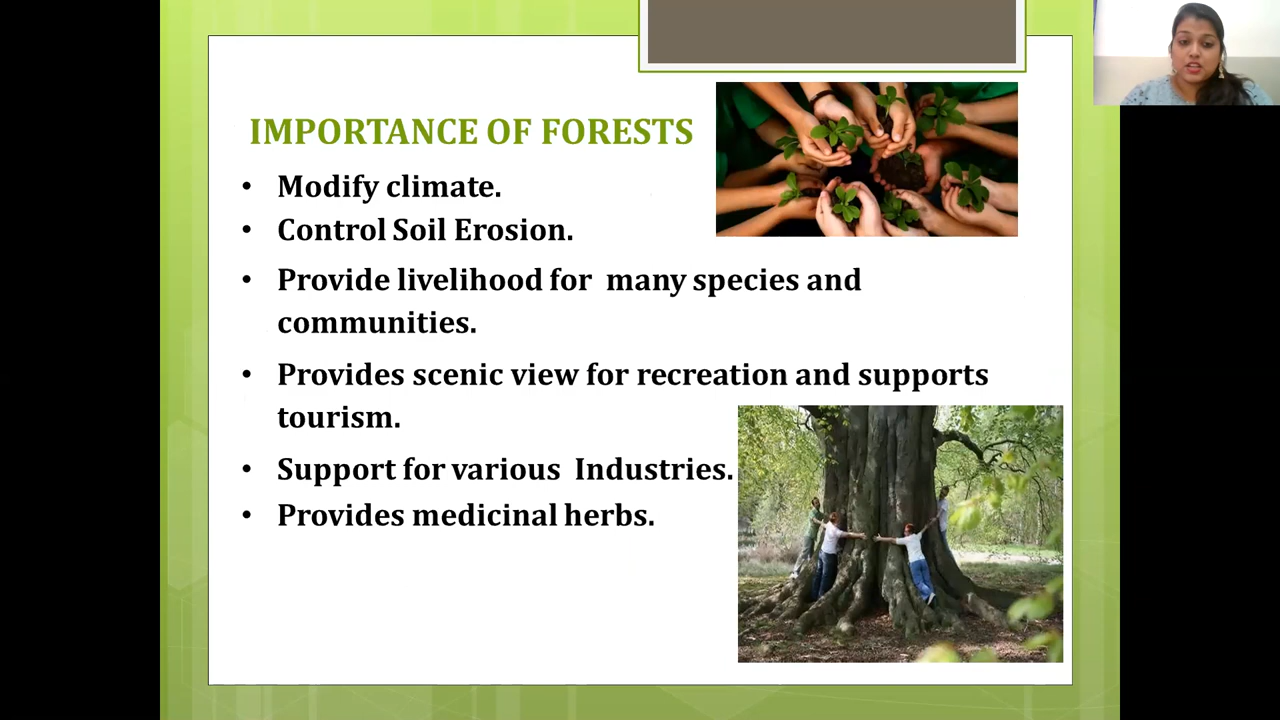 IMPORTANCE OF FORESTS
• Modify climate.
• Control Soil Erosion.
• Provide livelihood for many species and
communities.
• Provides scenic view for recreation and supports
tourism.
• Support for various Industries.
• Provides medicinal herbs.